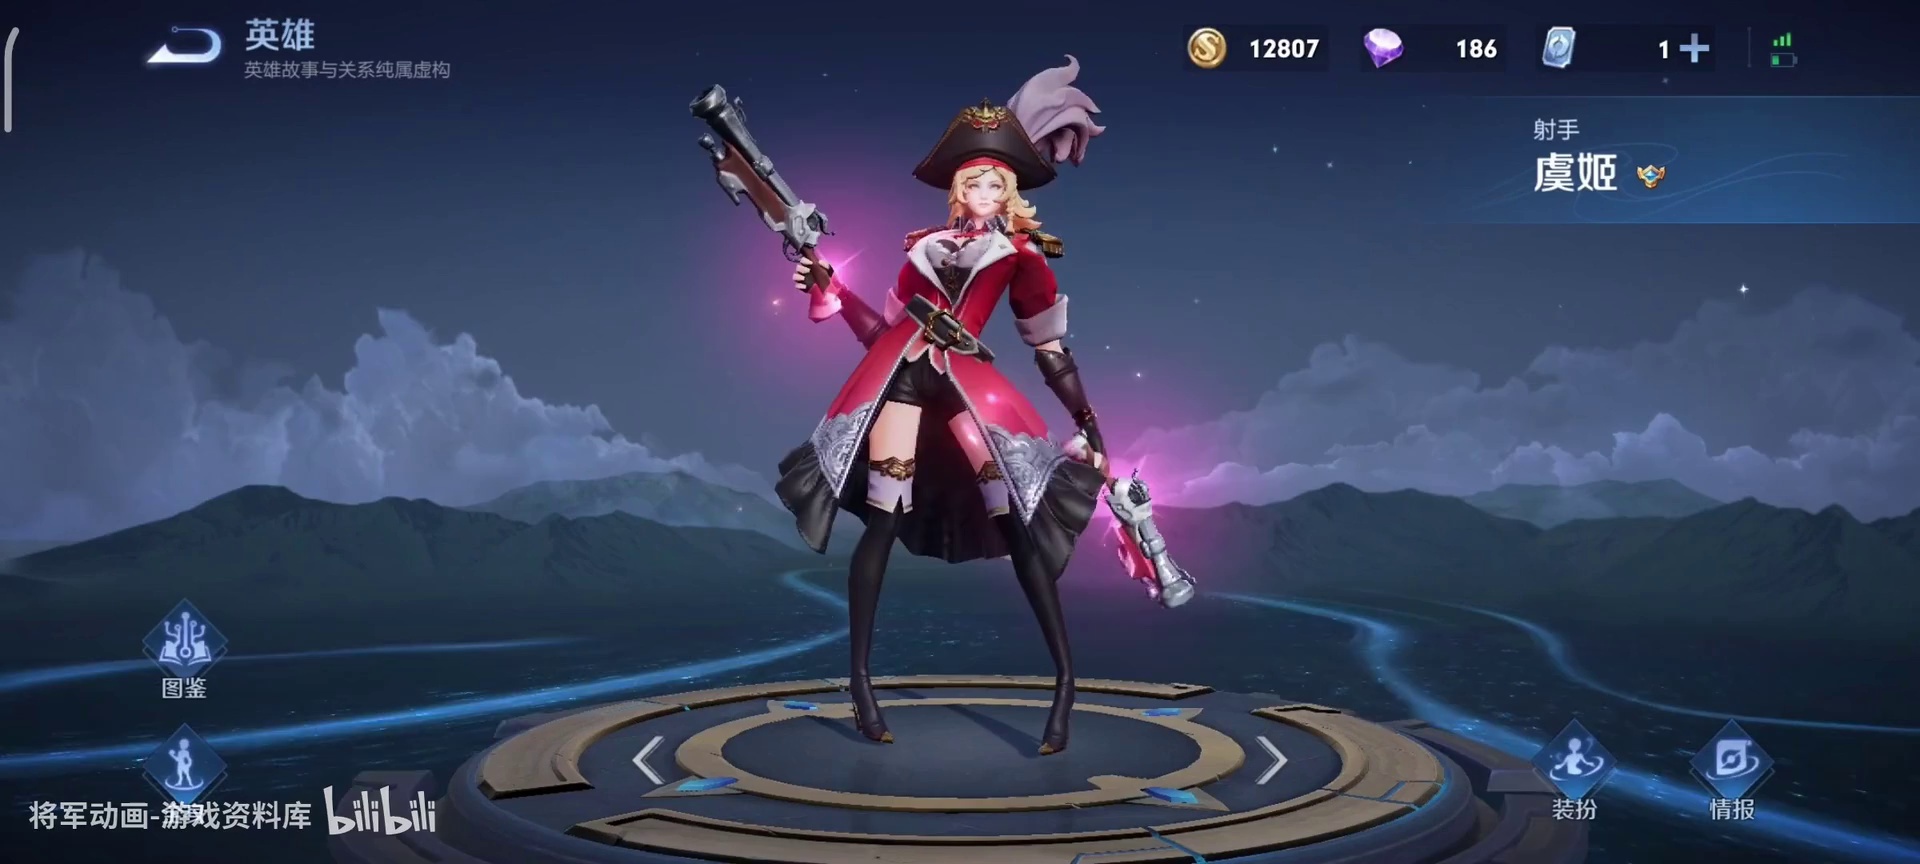 英雄
英雄故事与关系纯属虚构
12807
186
1
射手
虞姬
图鉴
装扮
情报
将军动画-游戏资料库 bilibili